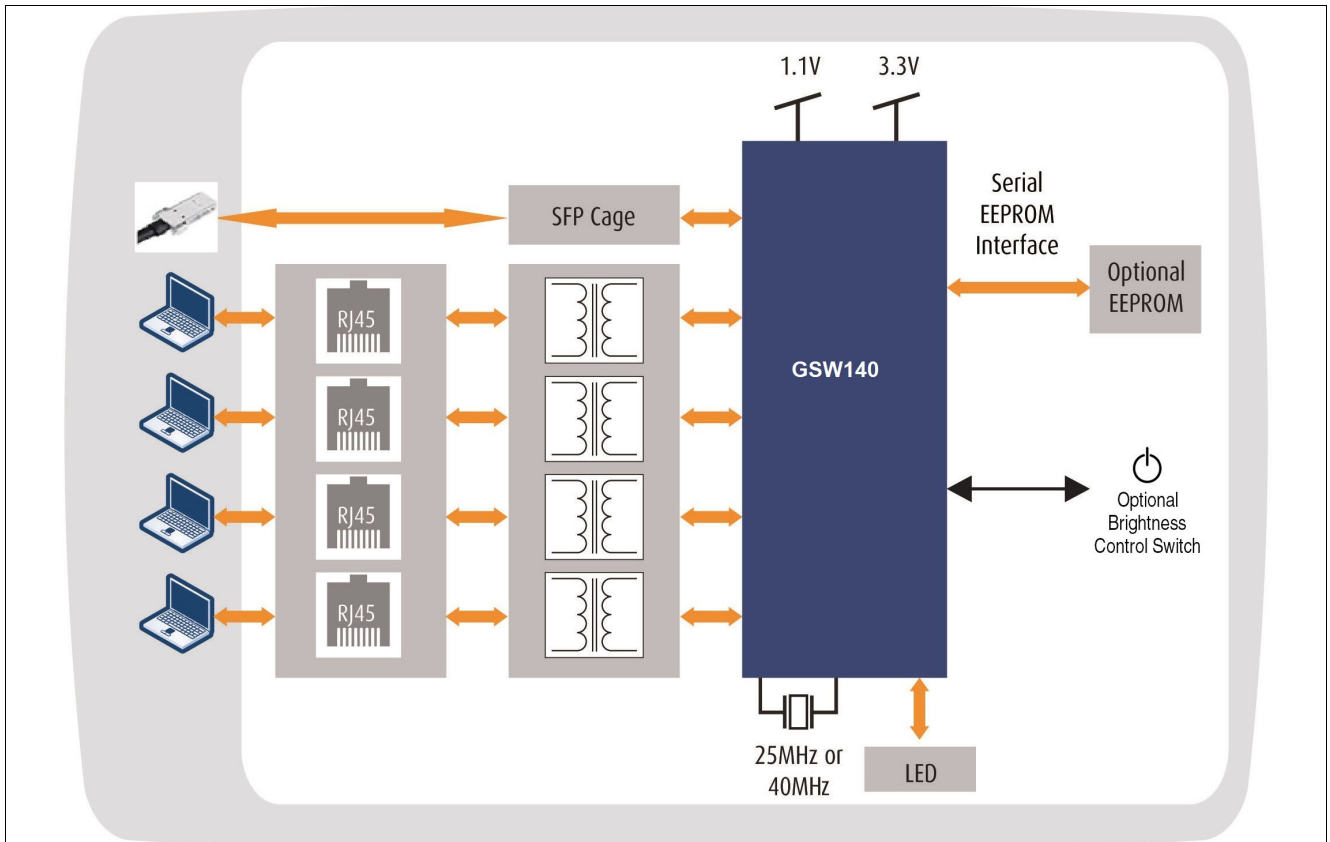 1.1V
3.3V
SFP Cage
Serial
EEPROM
Interface
Optional
EEPROM
RJ45
RJ45
RJ45
RJ45
GSW140
Optional
Brightness
Control Switch
25MHz or
40MHz
LED